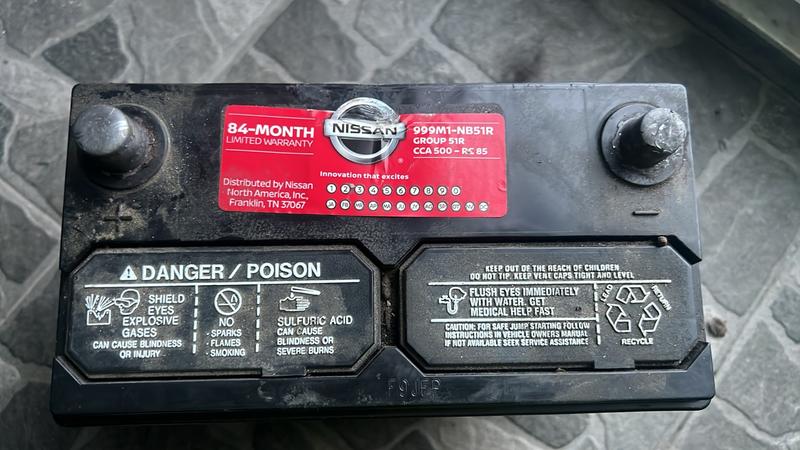 84-MONTH
LIMITED WARRANTY
NISSAN
999M1-NB51R
GROUP 51R
CCA 500 - RC 85
Innovation that excites
Distributed by Nissan
North America, Inc.,
Franklin, TN 37067
1 2 3 4 5 6 7 8 9 0
+
−
DANGER / POISON
SHIELD
EYES
EXPLOSIVE
GASES
CAN CAUSE BLINDNESS
OR INJURY
NO
• SPARKS
• FLAMES
• SMOKING
SULFURIC ACID
CAN CAUSE
BLINDNESS OR
SEVERE BURNS
KEEP OUT OF THE REACH OF CHILDREN
DO NOT TIP. KEEP VENT CAPS TIGHT AND LEVEL
FLUSH EYES IMMEDIATELY
WITH WATER. GET
MEDICAL HELP FAST
CAUTION: FOR SAFE JUMP STARTING FOLLOW
INSTRUCTIONS IN VEHICLE OWNERS MANUAL
IF NOT AVAILABLE SEEK SERVICE ASSISTANCE
LEAD
RETURN
RECYCLE